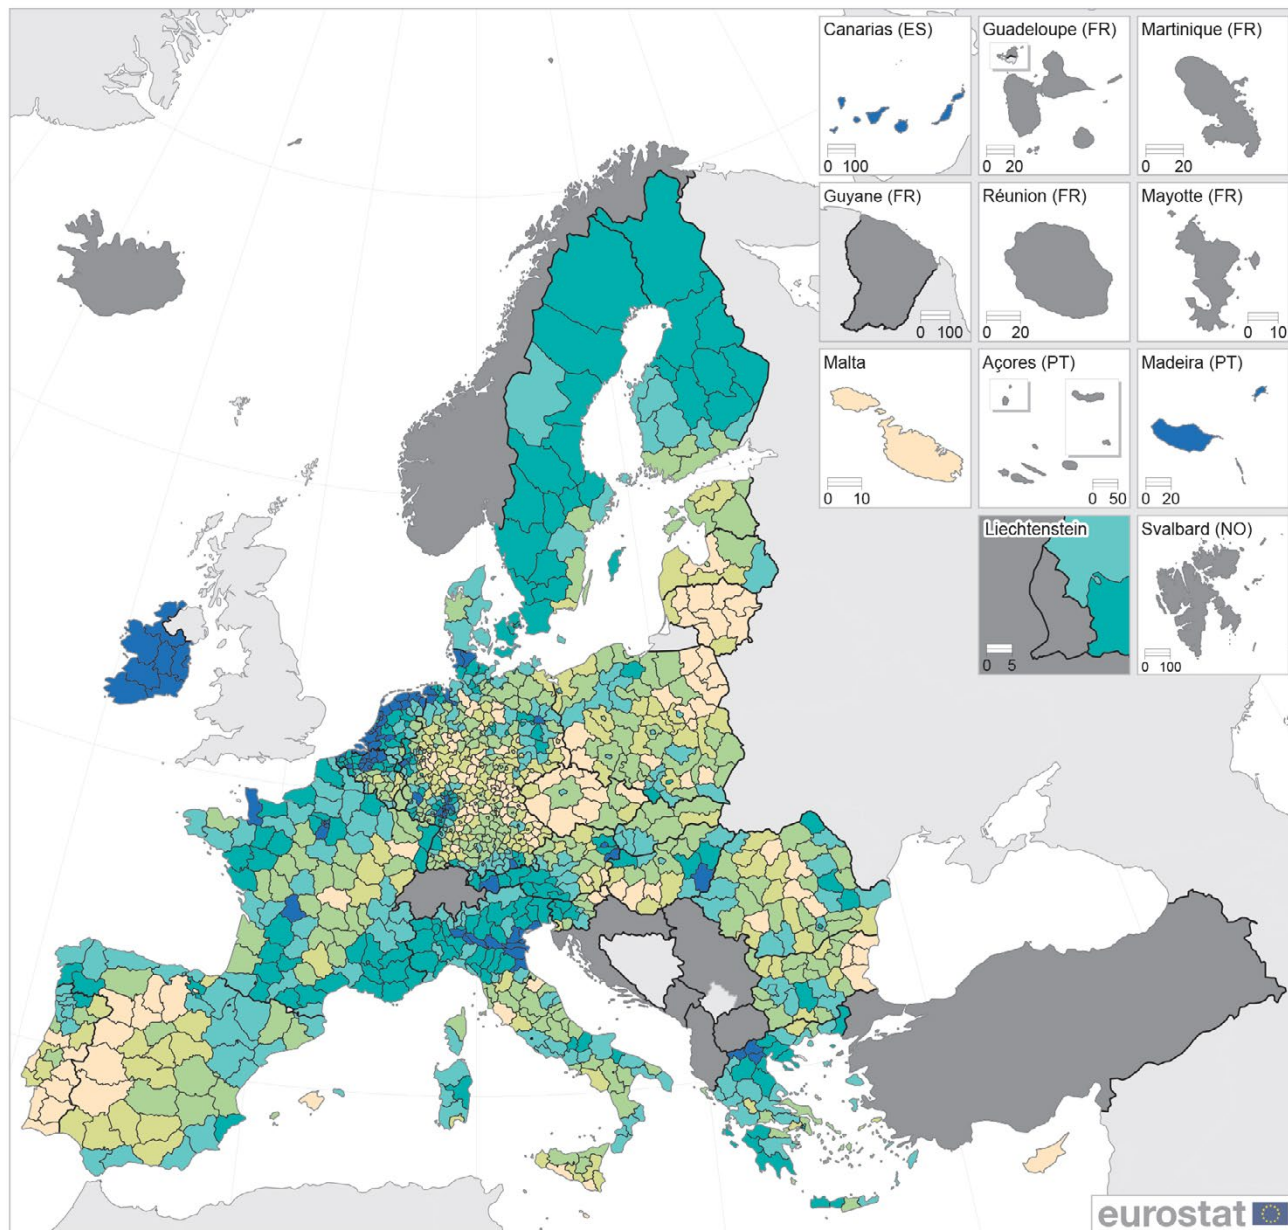 Canarias (ES)
0 100
Guadeloupe (FR)
0 20
Martinique (FR)
0 20
Guyane (FR)
0 100
Réunion (FR)
0 20
Mayotte (FR)
0 10
Malta
0 10
Açores (PT)
0 50
Madeira (PT)
0 20
Liechtenstein
0 5
Svalbard (NO)
0 100
eurostat